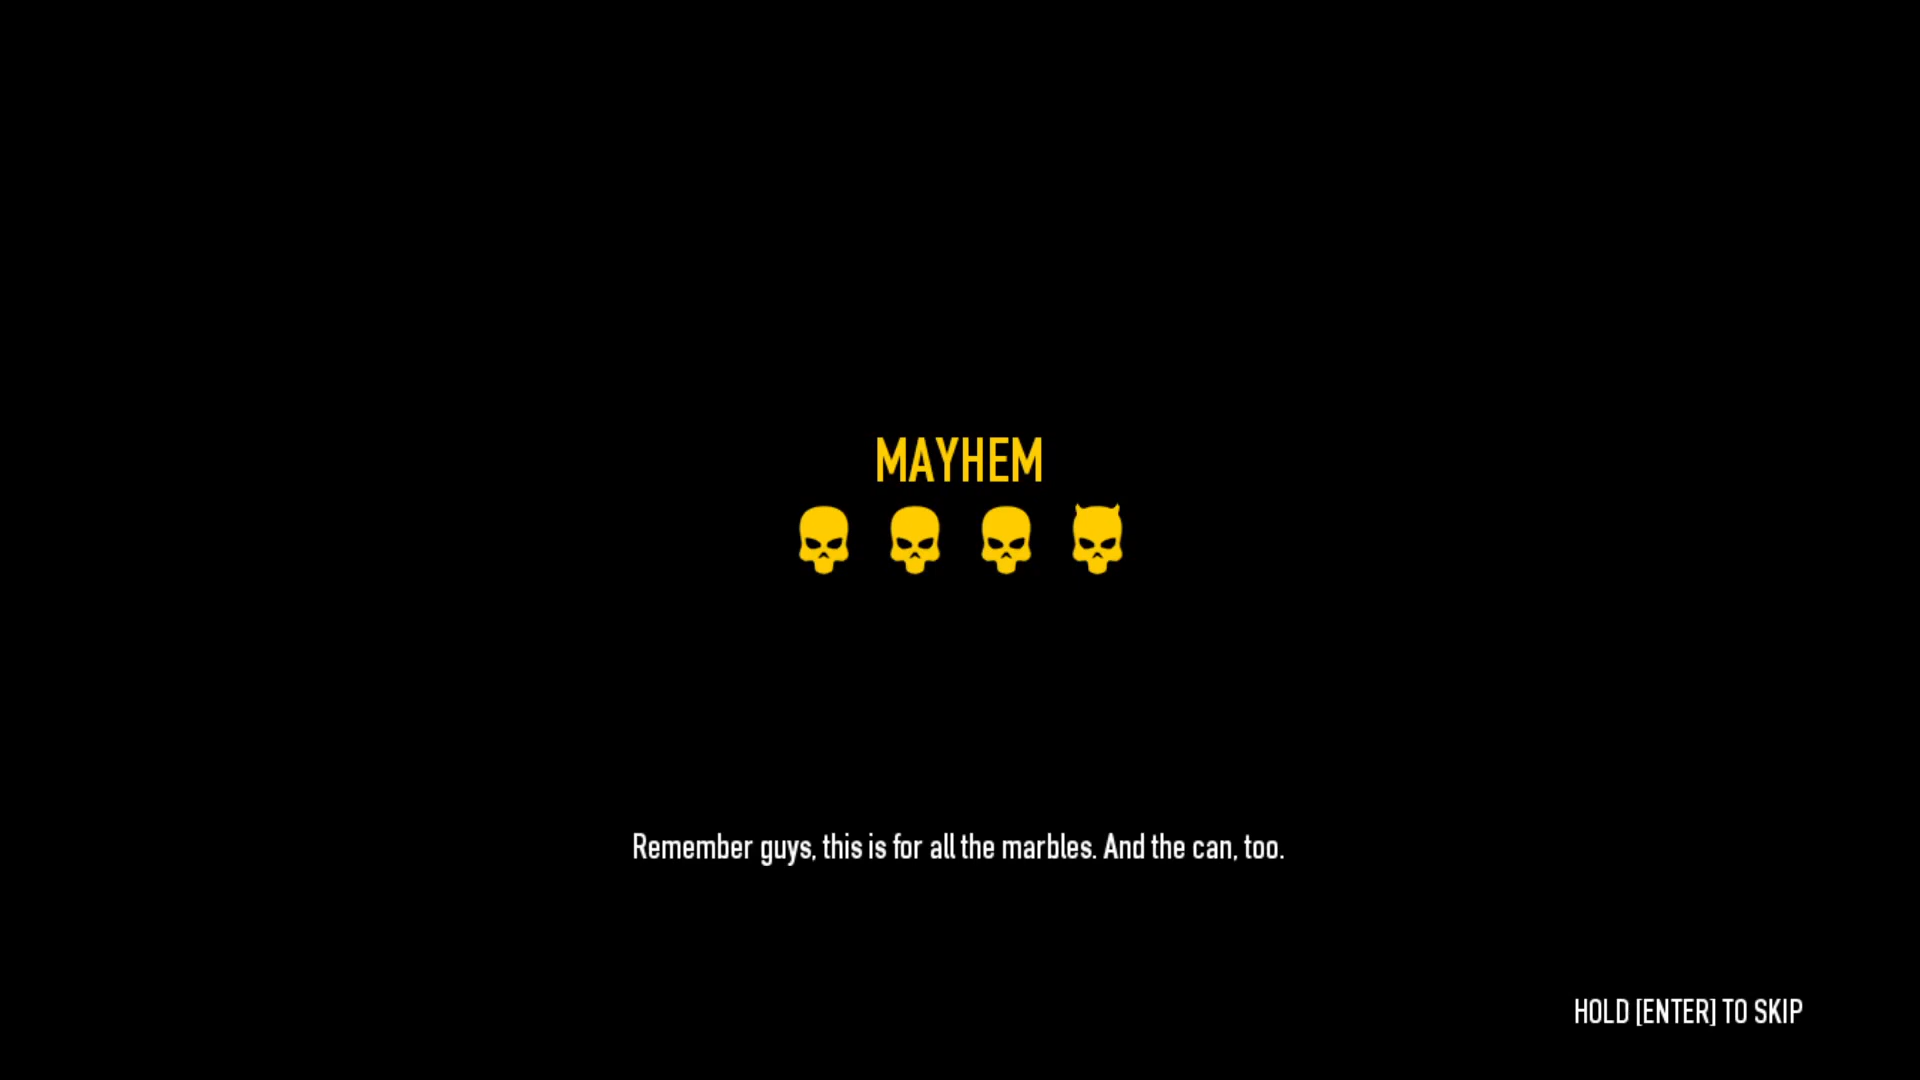 MAYHEM
Remember guys, this is for all the marbles. And the can, too.
HOLD [ENTER] TO SKIP